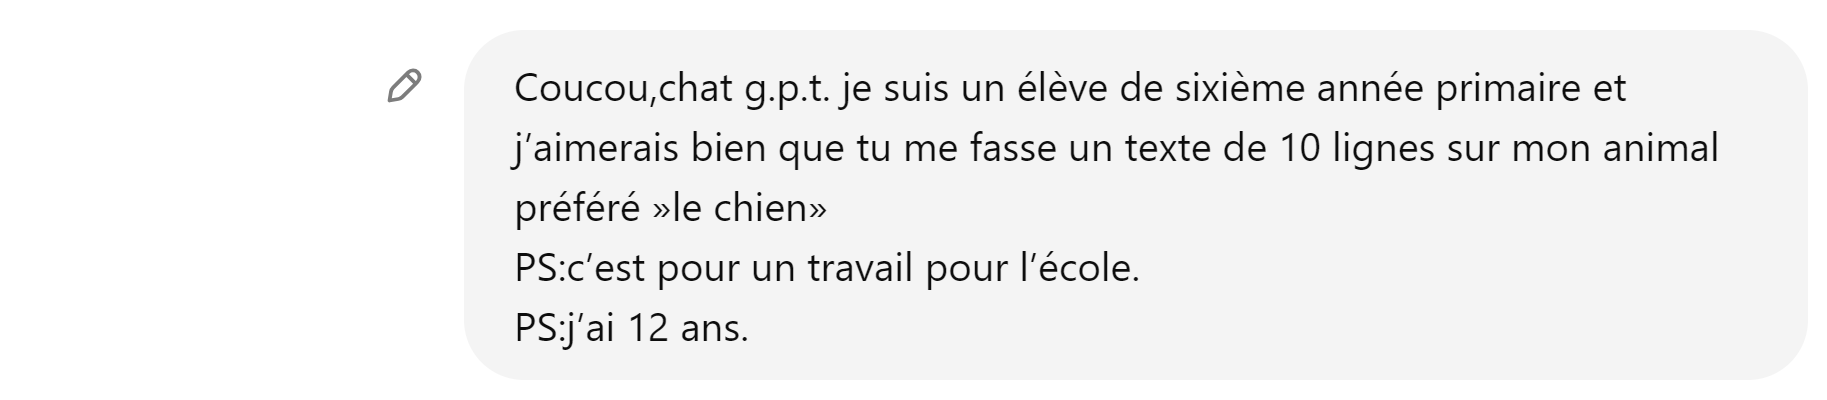 Coucou,chat g.p.t. je suis un élève de sixième année primaire et
j’aimerais bien que tu me fasse un texte de 10 lignes sur mon animal
préféré »le chien»
PS:c’est pour un travail pour l’école.
PS:j’ai 12 ans.